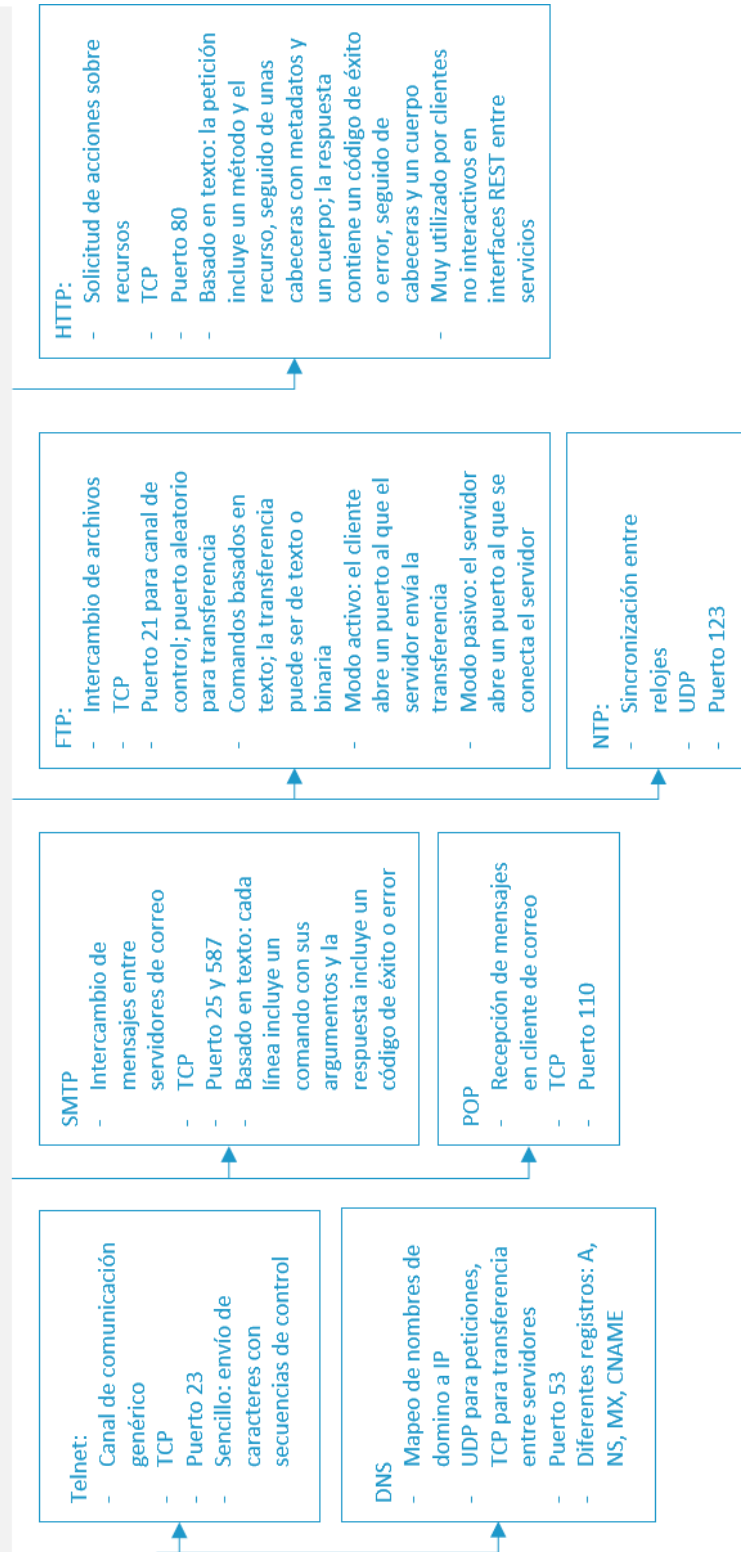 Telnet:
- Canal de comunicación
genérico
- TCP
- Puerto 23
- Sencillo: envío de
caracteres con
secuencias de control
DNS
- Mapeo de nombres de
domino a IP
- UDP para peticiones,
TCP para transferencia
entre servidores
- Puerto 53
- Diferentes registros: A,
NS, MX, CNAME
SMTP
- Intercambio de
mensajes entre
servidores de correo
- TCP
- Puerto 25 y 587
- Basado en texto: cada
línea incluye un
comando con sus
argumentos y la
respuesta incluye un
código de éxito o error
POP
- Recepción de mensajes
en cliente de correo
- TCP
- Puerto 110
FTP:
- Intercambio de archivos
- TCP
- Puerto 21 para canal de
control; puerto aleatorio
para transferencia
- Comandos basados en
texto; la transferencia
puede ser de texto o
binaria
- Modo activo: el cliente
abre un puerto al que el
servidor envía la
transferencia
- Modo pasivo: el servidor
abre un puerto al que se
conecta el servidor
NTP:
- Sincronización entre
relojes
- UDP
- Puerto 123
HTTP:
- Solicitud de acciones sobre
recursos
- TCP
- Puerto 80
- Basado en texto: la petición
incluye un método y el
recurso, seguido de unas
cabeceras con metadatos y
un cuerpo; la respuesta
contiene un código de éxito
o error, seguido de
cabeceras y un cuerpo
- Muy utilizado por clientes
no interactivos en
interfaces REST entre
servicios